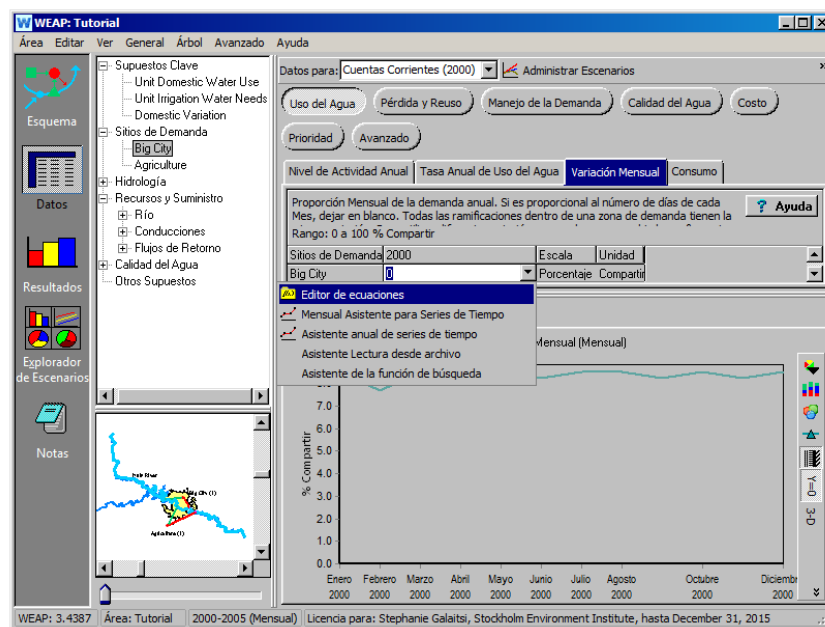 WEAP: Tutorial
Área Editar Ver General Árbol Avanzado Ayuda
Esquema
Datos
Resultados
Explorador
de Escenarios
Notas
Supuestos Clave
Unit Domestic Water Use
Unit Irrigation Water Needs
Domestic Variation
Sitios de Demanda
Big City
Agriculture
Hidrología
Recursos y Suministro
Río
Conducciones
Flujos de Retorno
Calidad del Agua
Otros Supuestos
Main River
Big City (1)
Agriculture (1)
Datos para: Cuentas Corrientes (2000) Administrar Escenarios
Uso del Agua Pérdida y Reuso Manejo de la Demanda Calidad del Agua Costo
Prioridad Avanzado
Nivel de Actividad Anual Tasa Anual de Uso del Agua Variación Mensual Consumo
Proporción Mensual de la demanda anual. Si es proporcional al número de días de cada
Mes, dejar en blanco. Todas las ramificaciones dentro de una zona de demanda tienen la
Rango: 0 a 100 % Compartir
? Ayuda
Sitios de Demanda 2000 Escala Unidad
Big City 0 Porcentaje Compartir
Editor de ecuaciones
Mensual Asistente para Series de Tiempo
Asistente anual de series de tiempo
Asistente Lectura desde archivo
Asistente de la función de búsqueda
Mensual (Mensual)
% Compartir
8.0
7.0
6.0
5.0
4.0
3.0
2.0
1.0
0.0
Enero Febrero Marzo Abril Mayo Junio Julio Agosto Octubre Diciembr
2000 2000 2000 2000 2000 2000 2000 2000 2000 2000
Y=0
3-D
WEAP: 3.4387 Área: Tutorial 2000-2005 (Mensual) Licencia para: Stephanie Galaitsi, Stockholm Environment Institute, hasta December 31, 2015